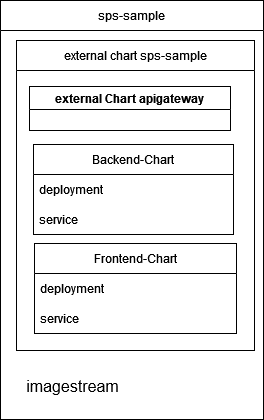 sps-sample
external chart sps-sample
external Chart apigateway
Backend-Chart
deployment
service
Frontend-Chart
deployment
service
imagestream